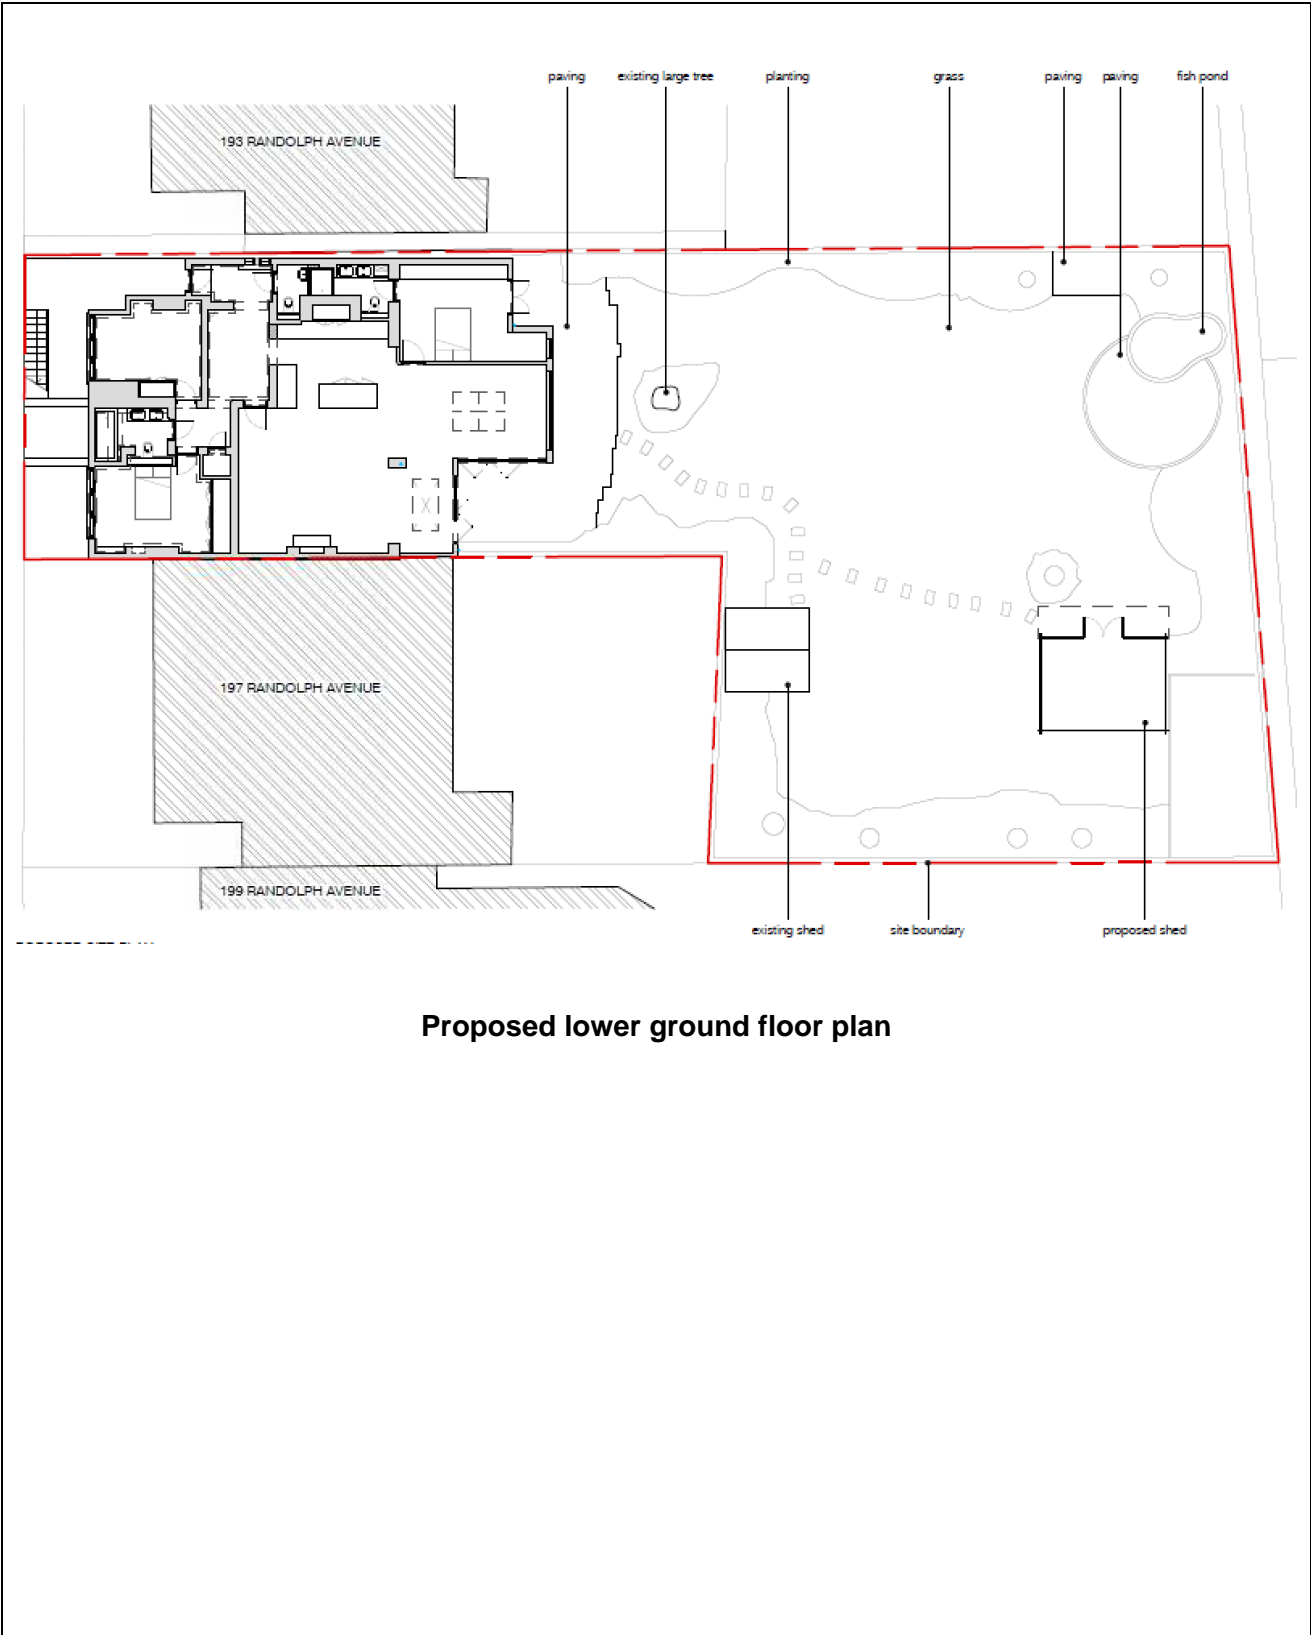 paving existing large tree planting grass paving paving fish pond
193 RANDOLPH AVENUE
197 RANDOLPH AVENUE
199 RANDOLPH AVENUE
existing shed site boundary proposed shed
Proposed lower ground floor plan